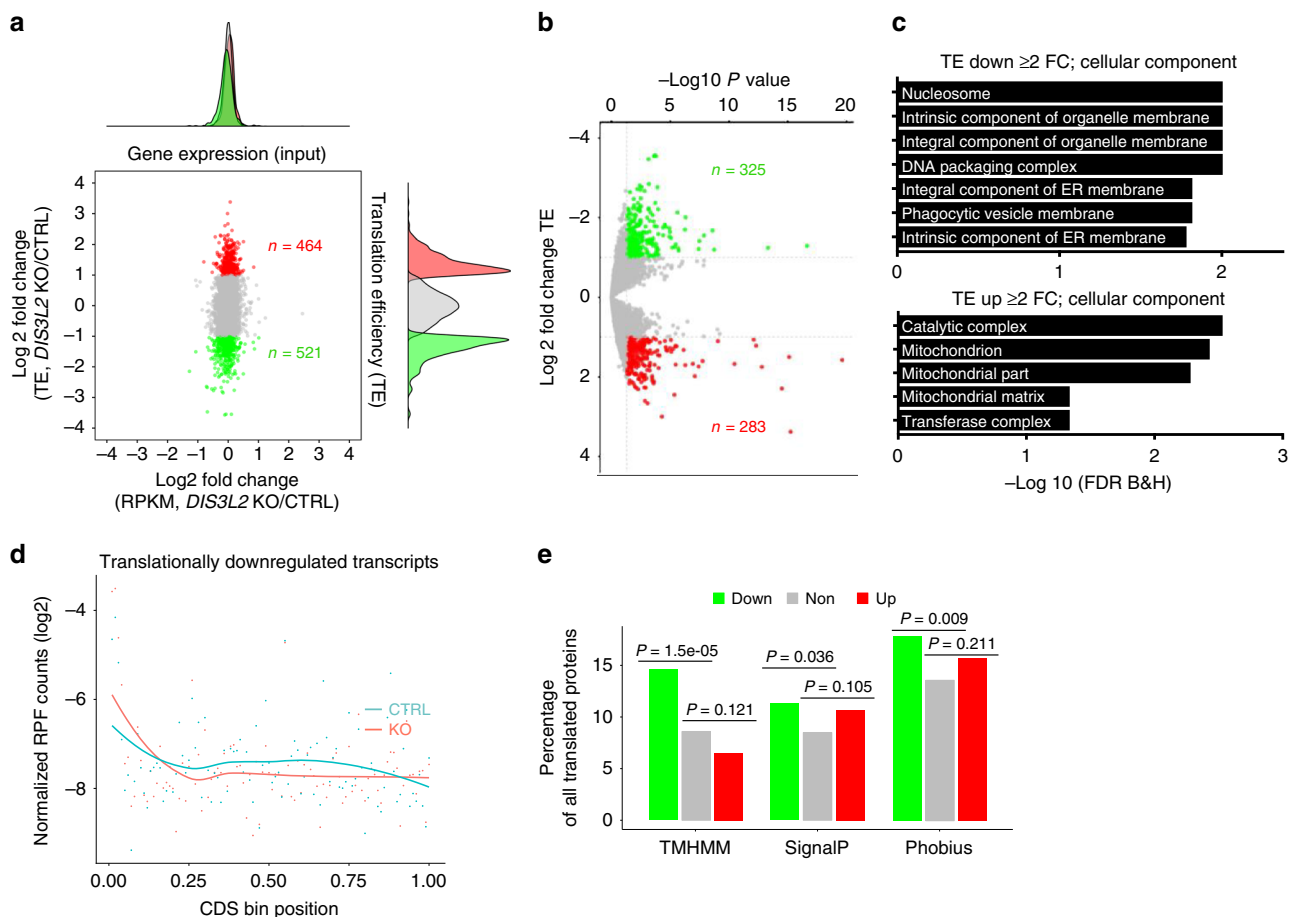 a
Gene expression (input)
4
3
2
1
0
−1
−2
−3
−4
Log 2 fold change
(TE, DIS3L2 KO/CTRL)
n = 464
n = 521
−4 −3 −2 −1 0 1 2 3 4
Log2 fold change
(RPKM, DIS3L2 KO/CTRL)
Translation efficiency (TE)
b
−Log10 P value
0 5 10 15 20
−4
−2
0
2
4
Log 2 fold change TE
n = 325
n = 283
c
TE down ≥2 FC; cellular component
Nucleosome
Intrinsic component of organelle membrane
Integral component of organelle membrane
DNA packaging complex
Integral component of ER membrane
Phagocytic vesicle membrane
Intrinsic component of ER membrane
0 1 2
TE up ≥2 FC; cellular component
Catalytic complex
Mitochondrion
Mitochondrial part
Mitochondrial matrix
Transferase complex
0 1 2 3
−Log 10 (FDR B&H)
d
Translationally downregulated transcripts
Normalized RPF counts (log2)
−4
−6
−8
CTRL
KO
0.00 0.25 0.50 0.75 1.00
CDS bin position
e
Down Non Up
Percentage
of all translated proteins
15
10
5
0
P = 1.5e-05
P = 0.121
P = 0.036
P = 0.105
P = 0.009
P = 0.211
TMHMM SignalP Phobius